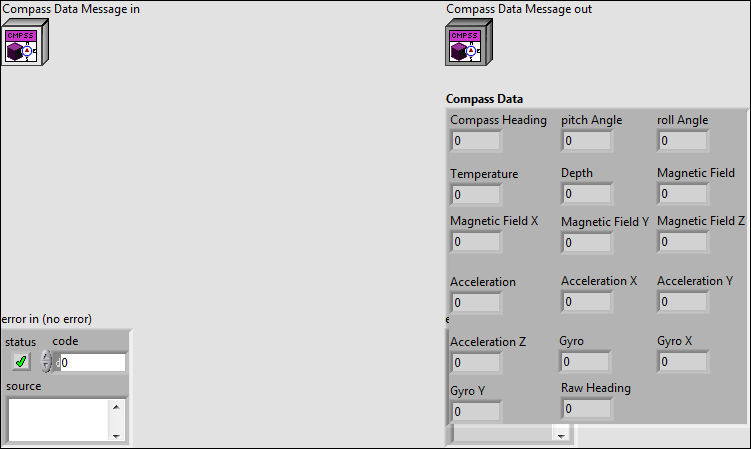 Compass Data Message in
Compass Data Message out
CMPSS
CMPSS
Compass Data
Compass Heading pitch Angle roll Angle
0 0 0
Temperature Depth Magnetic Field
0 0 0
Magnetic Field X Magnetic Field Y Magnetic Field Z
0 0 0
Acceleration Acceleration X Acceleration Y
0 0 0
Acceleration Z Gyro Gyro X
0 0 0
Gyro Y Raw Heading
0 0
error in (no error)
status code
0
source